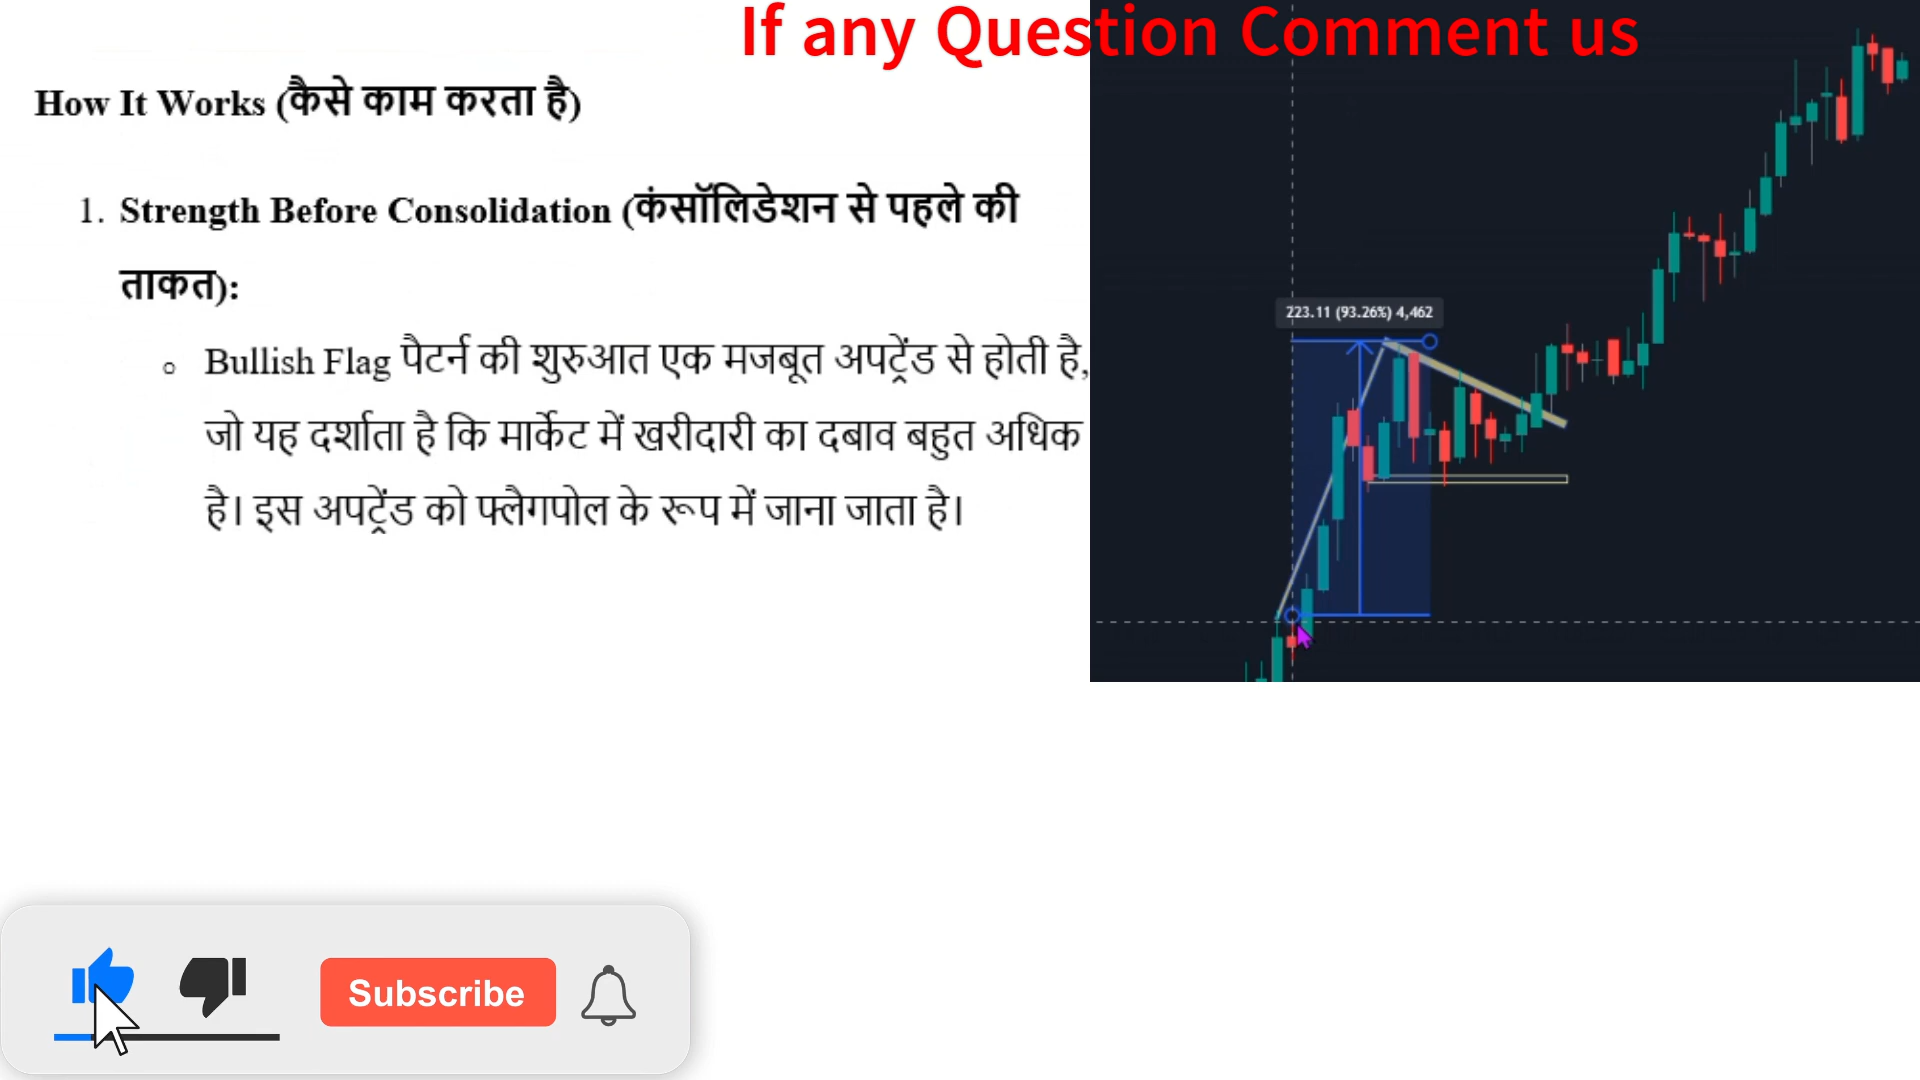 If any Question Comment us
How It Works (कैसे काम करता है)
1. Strength Before Consolidation (कंसॉलिडेशन से पहले की
ताकत):
Bullish Flag पैटर्न की शुरुआत एक मजबूत अपट्रेंड से होती है,
जो यह दर्शाता है कि मार्केट में खरीदारी का दबाव बहुत अधिक
है। इस अपट्रेंड को फ्लैगपोल के रूप में जाना जाता है।
223.11 (93.26%) 4,462
Subscribe